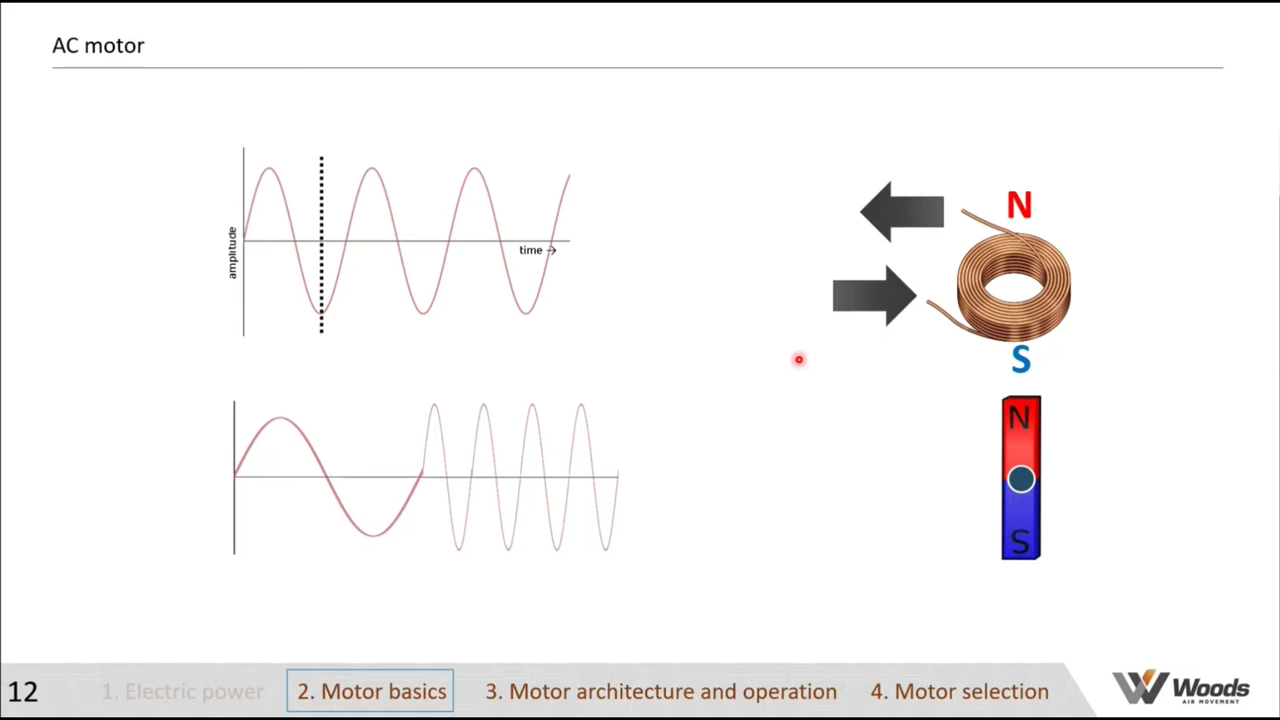 AC motor
amplitude
time →
N
S
N
S
12
1. Electric power
2. Motor basics
3. Motor architecture and operation
4. Motor selection
Woods
AIR MOVEMENT